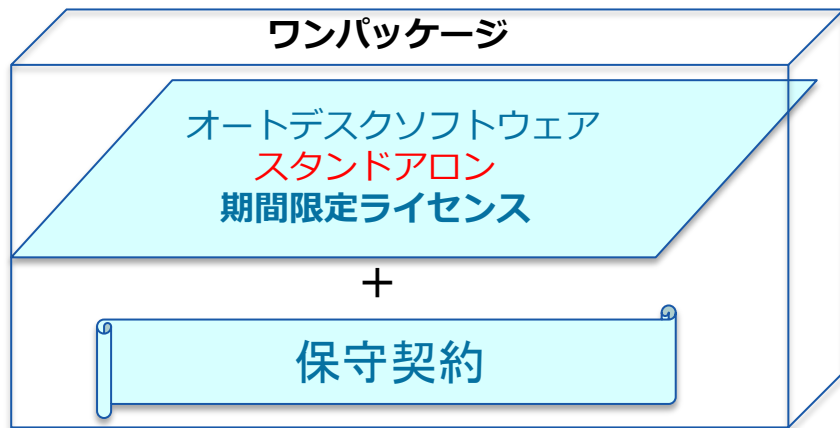 ワンパッケージ
オートデスクソフトウェア
スタンドアロン
期間限定ライセンス
＋
保守契約